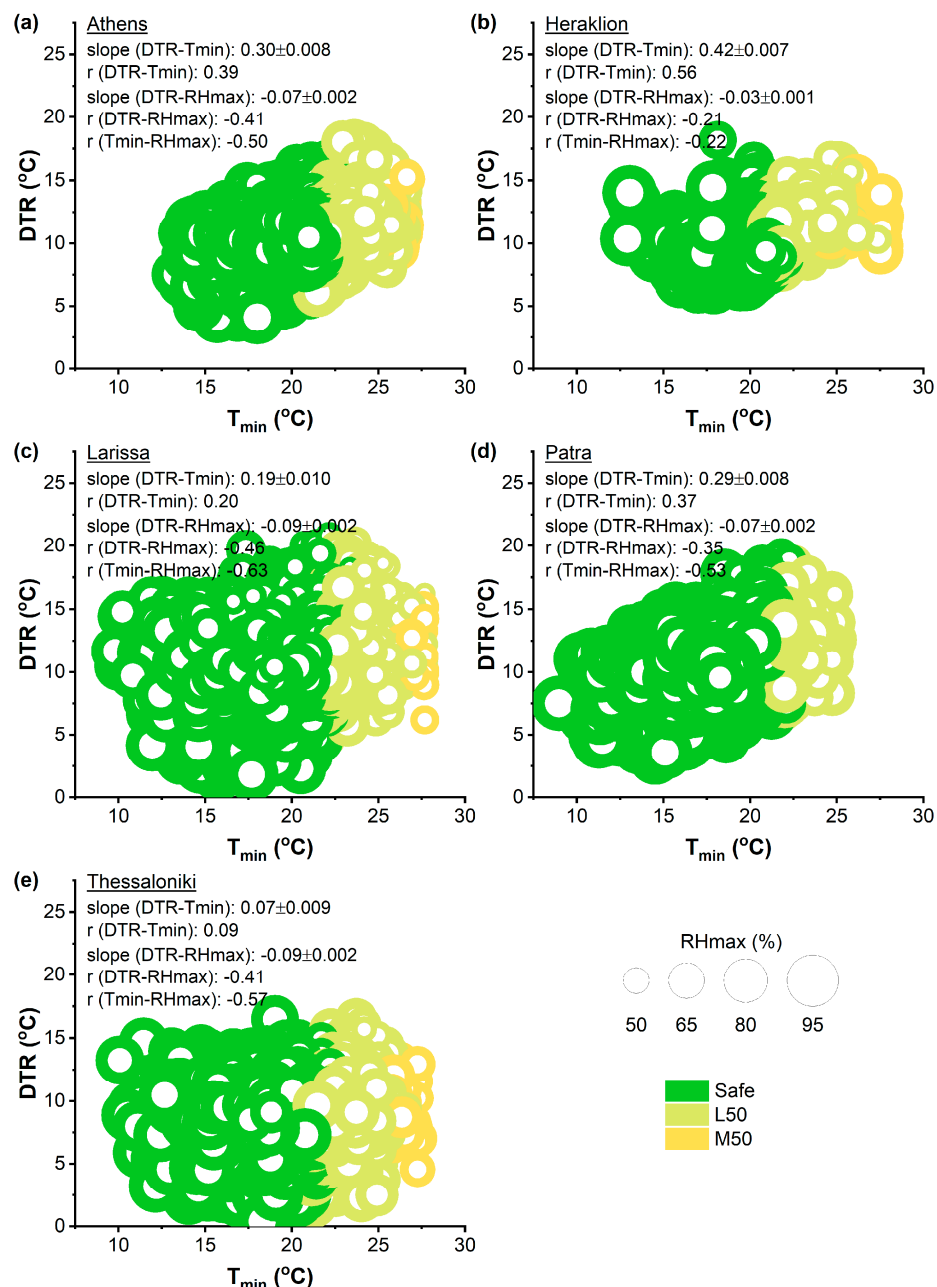 (a) Athens
slope (DTR-Tmin): 0.30±0.008
r (DTR-Tmin): 0.39
slope (DTR-RHmax): -0.07±0.002
r (DTR-RHmax): -0.41
r (Tmin-RHmax): -0.50
25
20
15
10
5
0
DTR (°C)
10 15 20 25 30
Tmin (°C)
(b) Heraklion
slope (DTR-Tmin): 0.42±0.007
r (DTR-Tmin): 0.56
slope (DTR-RHmax): -0.03±0.001
r (DTR-RHmax): -0.21
r (Tmin-RHmax): -0.22
25
20
15
10
5
0
DTR (°C)
10 15 20 25 30
Tmin (°C)
(c) Larissa
slope (DTR-Tmin): 0.19±0.010
r (DTR-Tmin): 0.20
slope (DTR-RHmax): -0.09±0.002
r (DTR-RHmax): -0.46
r (Tmin-RHmax): -0.63
25
20
15
10
5
0
DTR (°C)
10 15 20 25 30
Tmin (°C)
(d) Patra
slope (DTR-Tmin): 0.29±0.008
r (DTR-Tmin): 0.37
slope (DTR-RHmax): -0.07±0.002
r (DTR-RHmax): -0.35
r (Tmin-RHmax): -0.53
25
20
15
10
5
0
DTR (°C)
10 15 20 25 30
Tmin (°C)
(e) Thessaloniki
slope (DTR-Tmin): 0.07±0.009
r (DTR-Tmin): 0.09
slope (DTR-RHmax): -0.09±0.002
r (DTR-RHmax): -0.41
r (Tmin-RHmax): -0.57
25
20
15
10
5
0
DTR (°C)
10 15 20 25 30
Tmin (°C)
RHmax (%)
50 65 80 95
Safe
L50
M50